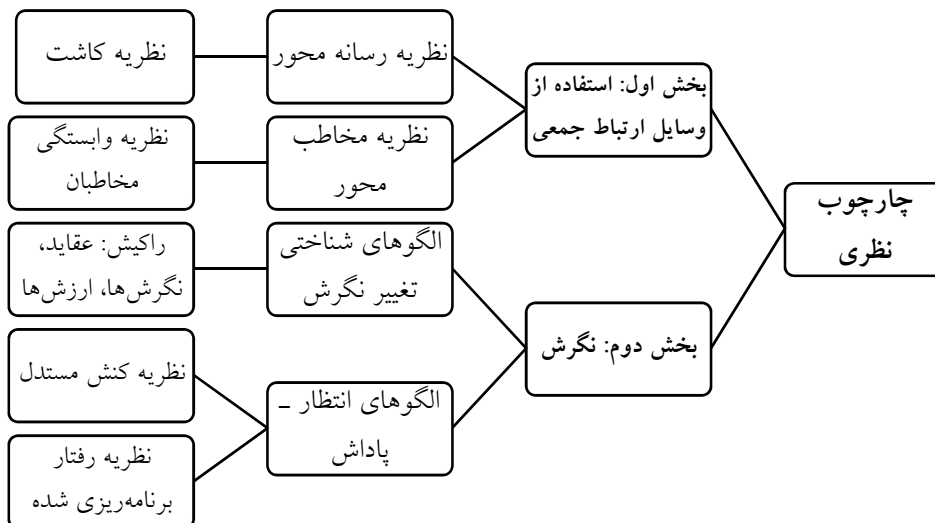 چارچوب
نظری
بخش اول: استفاده از
وسایل ارتباط جمعی
نظریه رسانه محور
نظریه کاشت
نظریه مخاطب
محور
نظریه وابستگی
مخاطبان
بخش دوم: نگرش
الگوهای شناختی
تغییر نگرش
راکیش: عقاید،
نگرش‌ها، ارزش‌ها
الگوهای انتظار –
پاداش
نظریه کنش مستدل
نظریه رفتار
برنامه‌ریزی شده